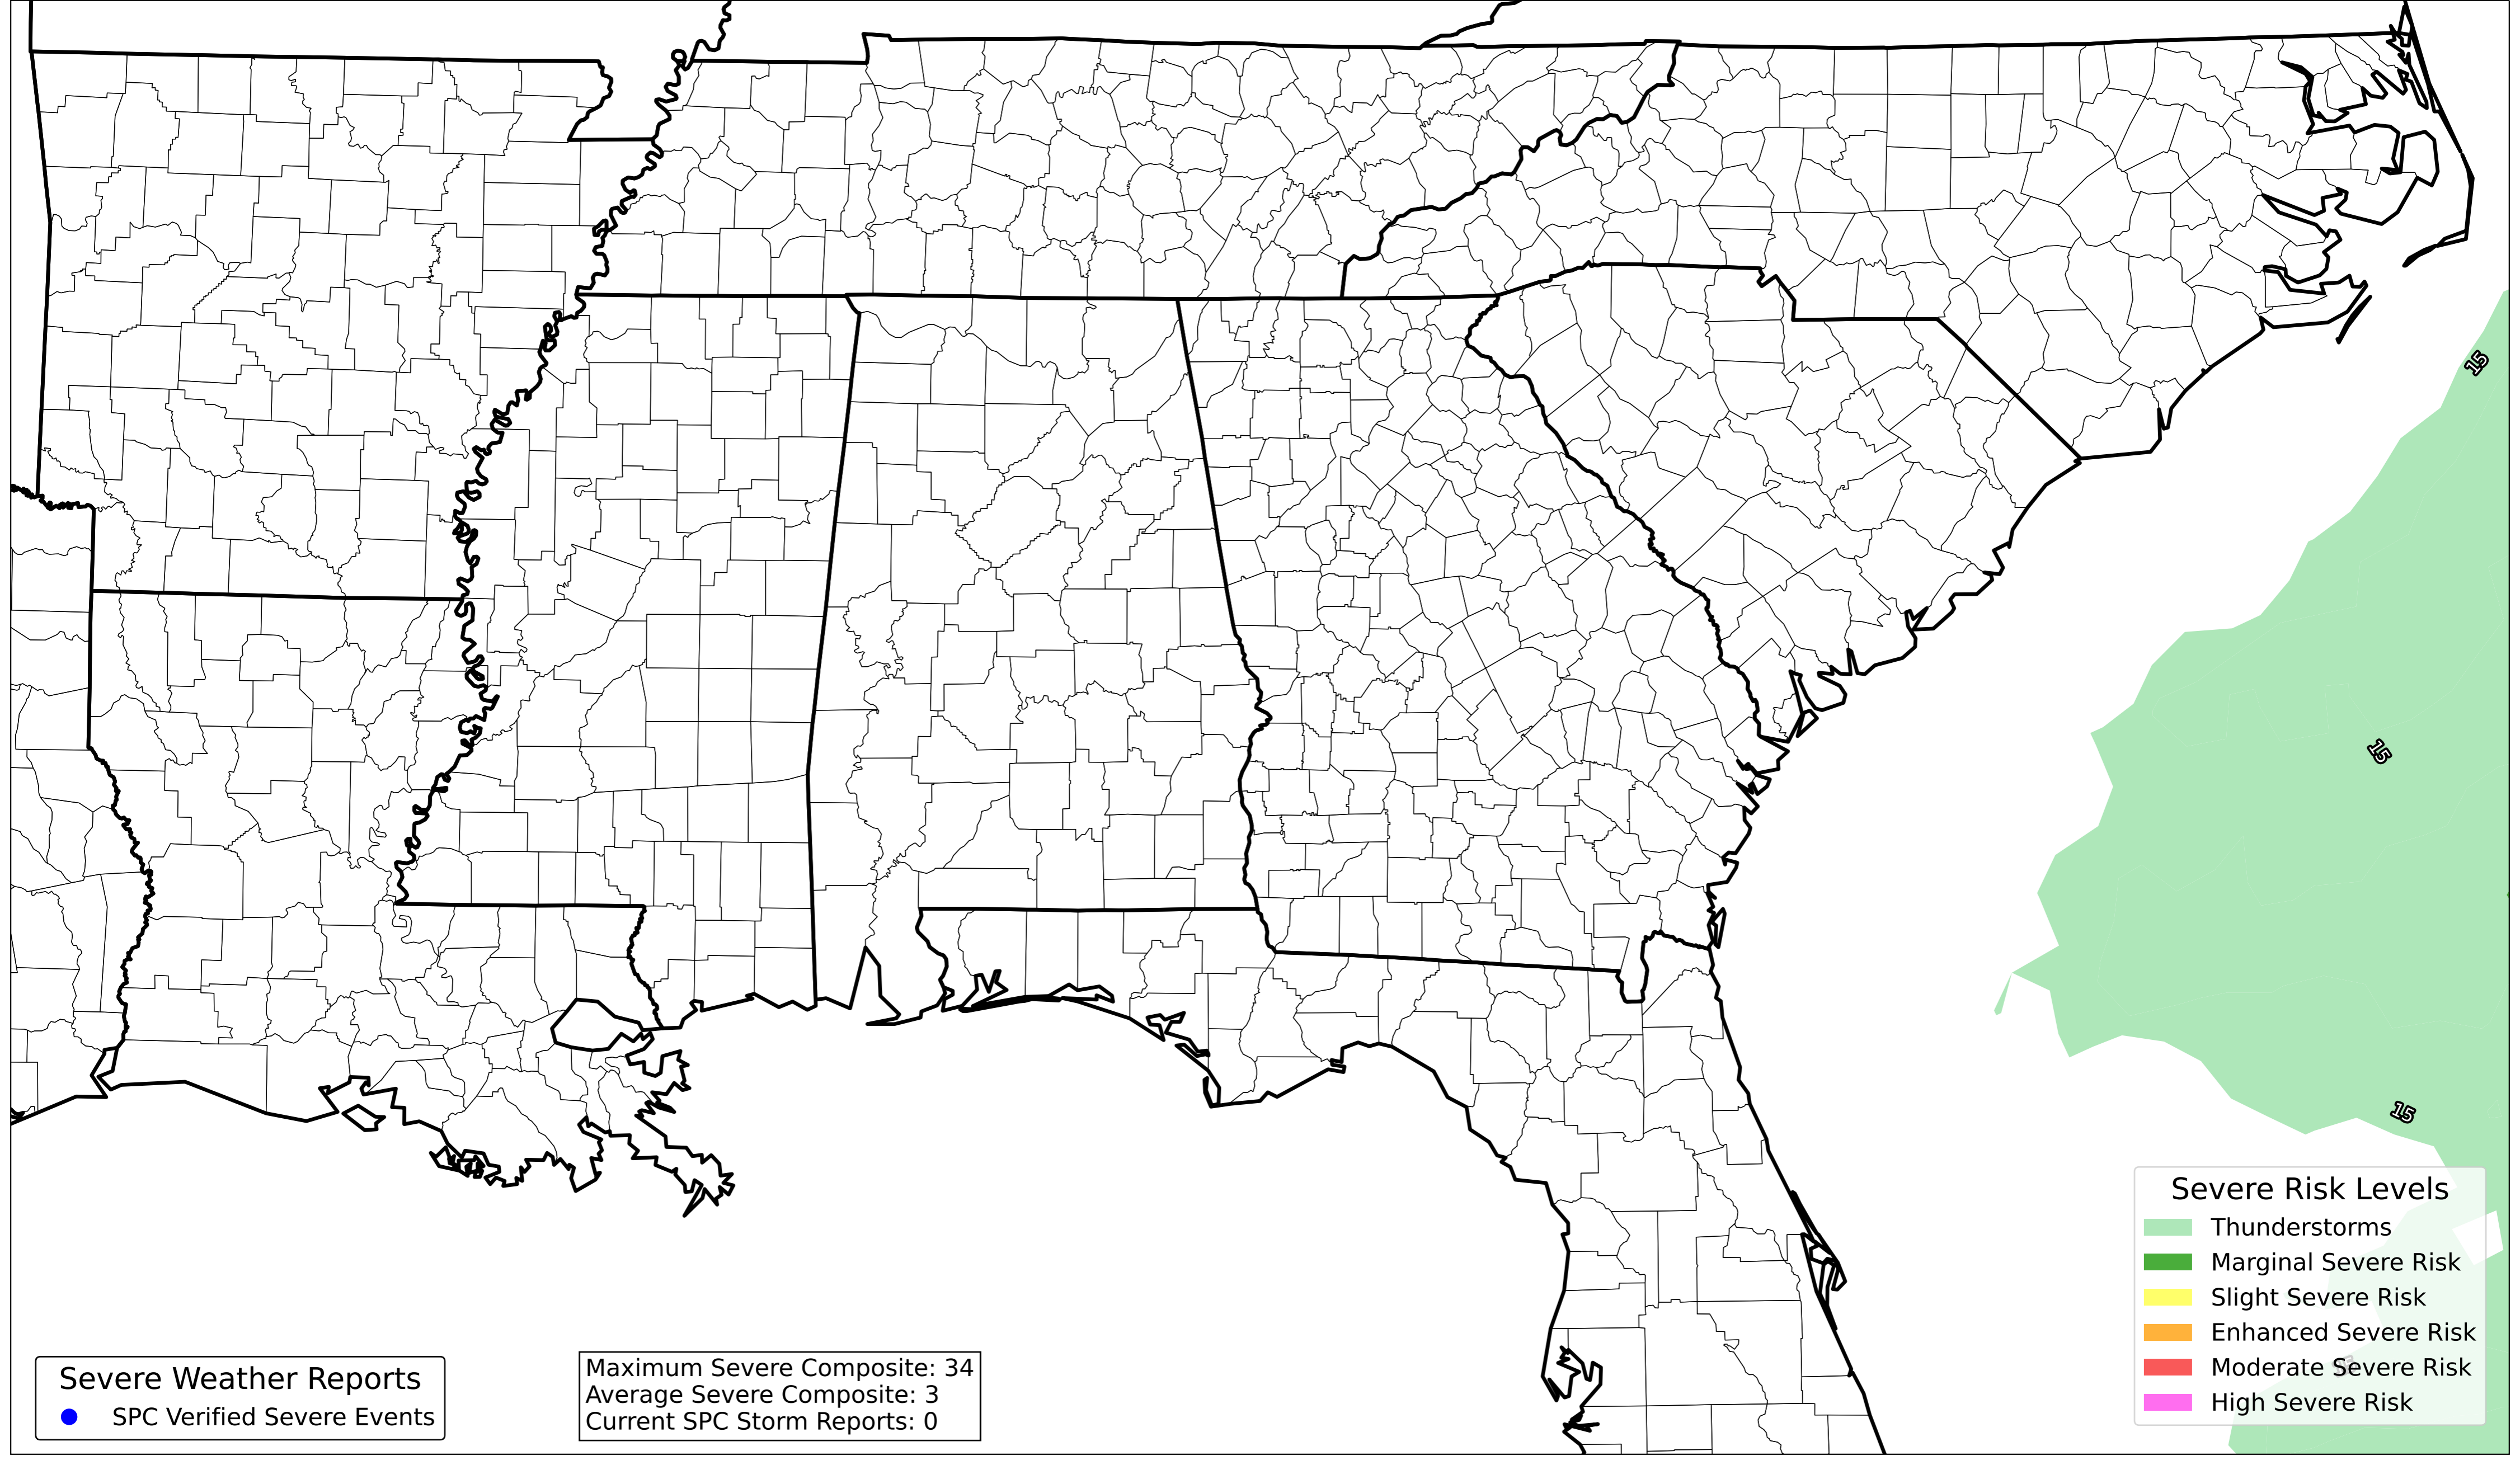 15
15
15
Severe Risk Levels
Thunderstorms
Marginal Severe Risk
Slight Severe Risk
Enhanced Severe Risk
Moderate Severe Risk
High Severe Risk
Severe Weather Reports
SPC Verified Severe Events
Maximum Severe Composite: 34
Average Severe Composite: 3
Current SPC Storm Reports: 0